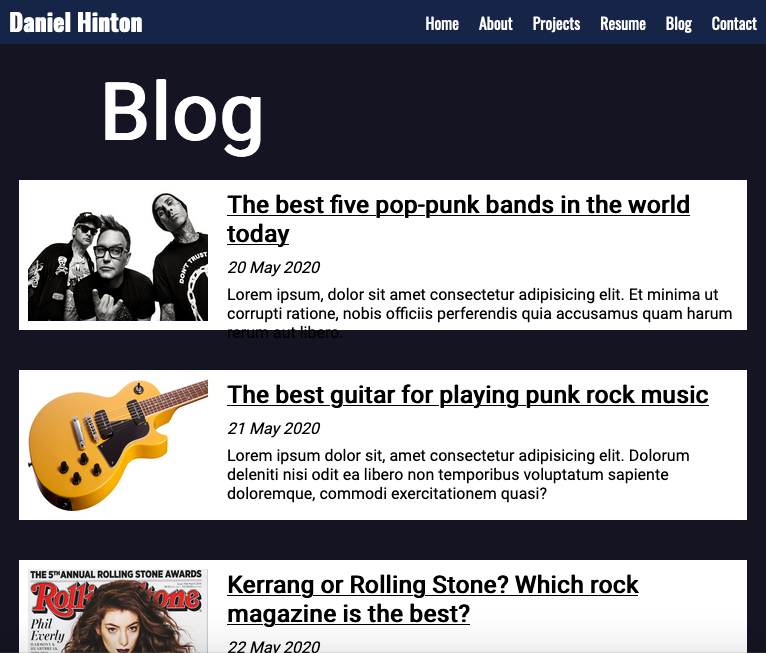 Daniel Hinton
Home About Projects Resume Blog Contact
Blog
The best five pop-punk bands in the world
today
20 May 2020
Lorem ipsum, dolor sit amet consectetur adipisicing elit. Et minima ut
corrupti ratione, nobis officiis perferendis quia accusamus quam harum
rerum aut libero.
DON'T TRUST
The best guitar for playing punk rock music
21 May 2020
Lorem ipsum dolor sit, amet consectetur adipisicing elit. Dolorum
deleniti nisi odit ea libero non temporibus voluptatum sapiente
doloremque, commodi exercitationem quasi?
THE 5TH ANNUAL ROLLING STONE AWARDS
Rolling Stone
Phil
Everly
HARMONY &
HEARTBREAK
Kerrang or Rolling Stone? Which rock
magazine is the best?
22 May 2020